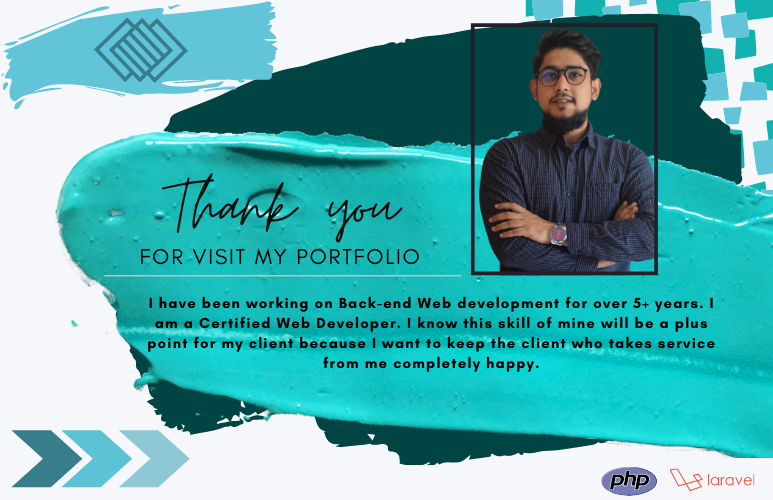 Thank you
FOR VISIT MY PORTFOLIO
I have been working on Back-end Web development for over 5+ years. I
am a Certified Web Developer. I know this skill of mine will be a plus
point for my client because I want to keep the client who takes service
from me completely happy.
php
laravel